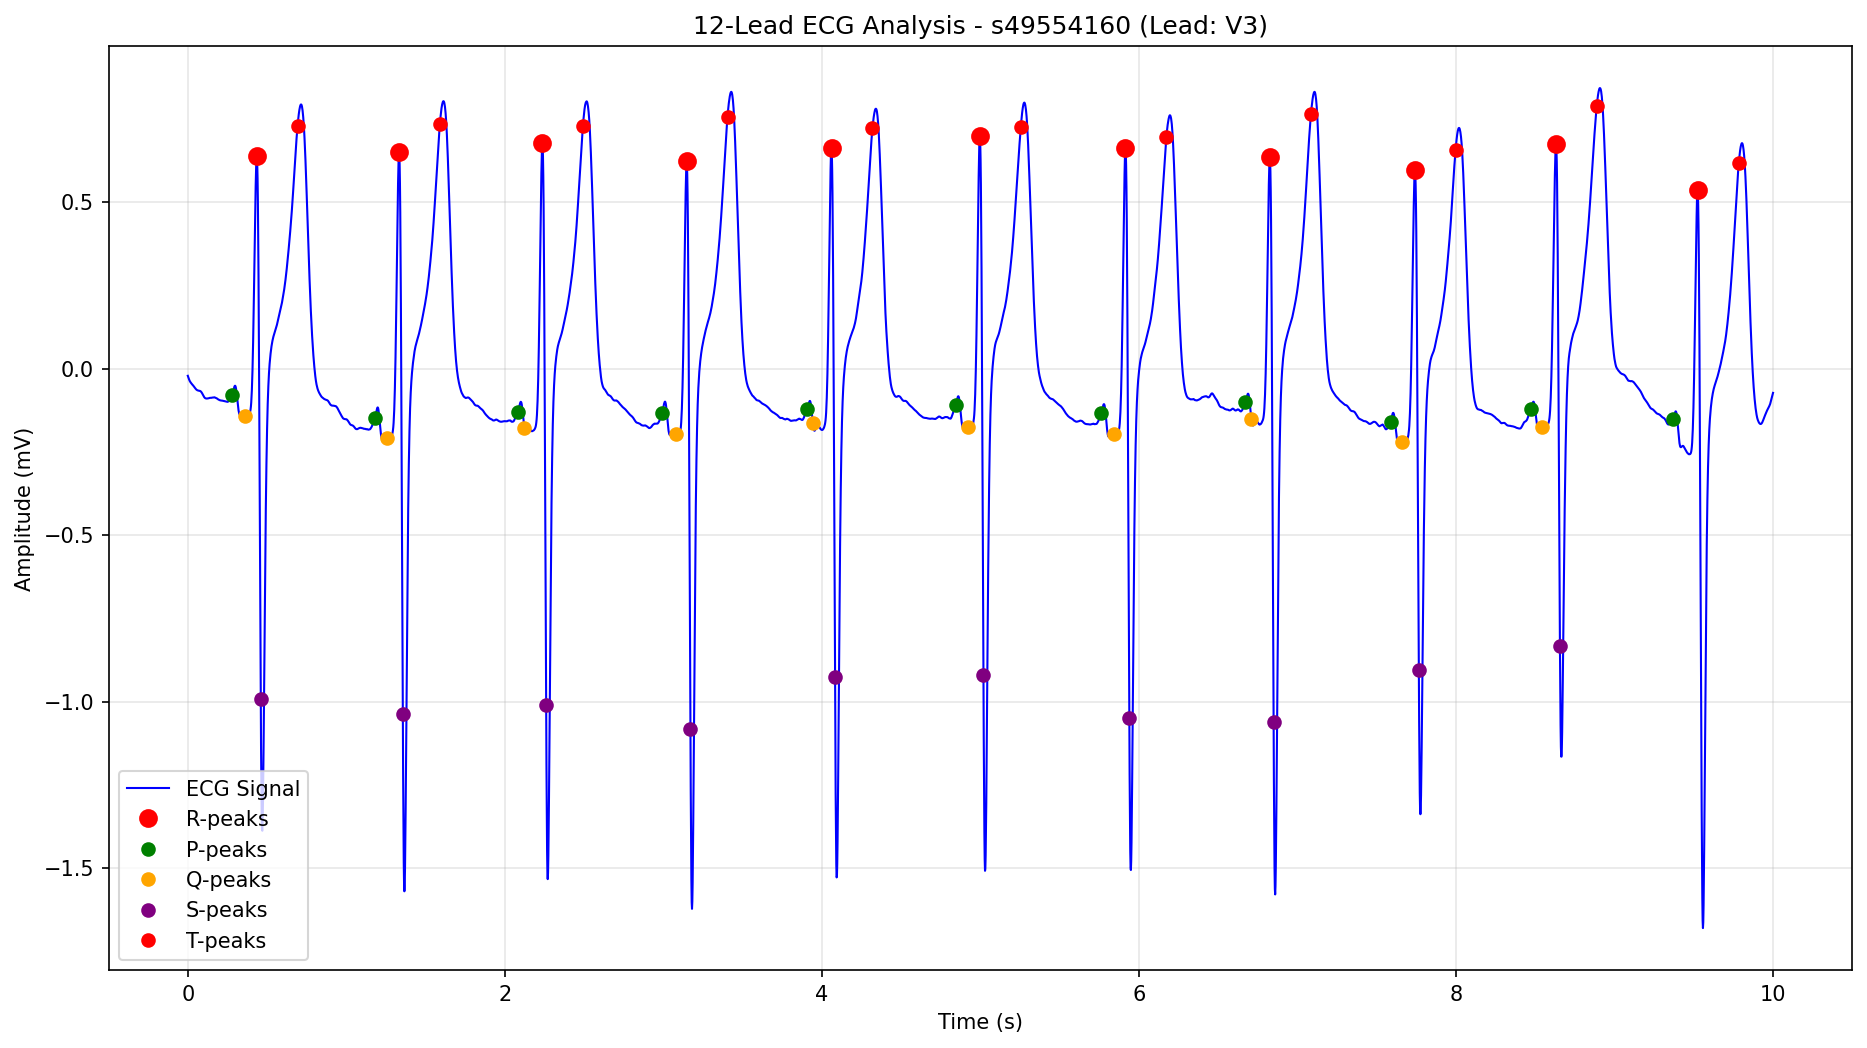 12-Lead ECG Analysis - s49554160 (Lead: V3)
Amplitude (mV)
0.5
0.0
−0.5
−1.0
−1.5
ECG Signal
R-peaks
P-peaks
Q-peaks
S-peaks
T-peaks
0 2 4 6 8 10
Time (s)